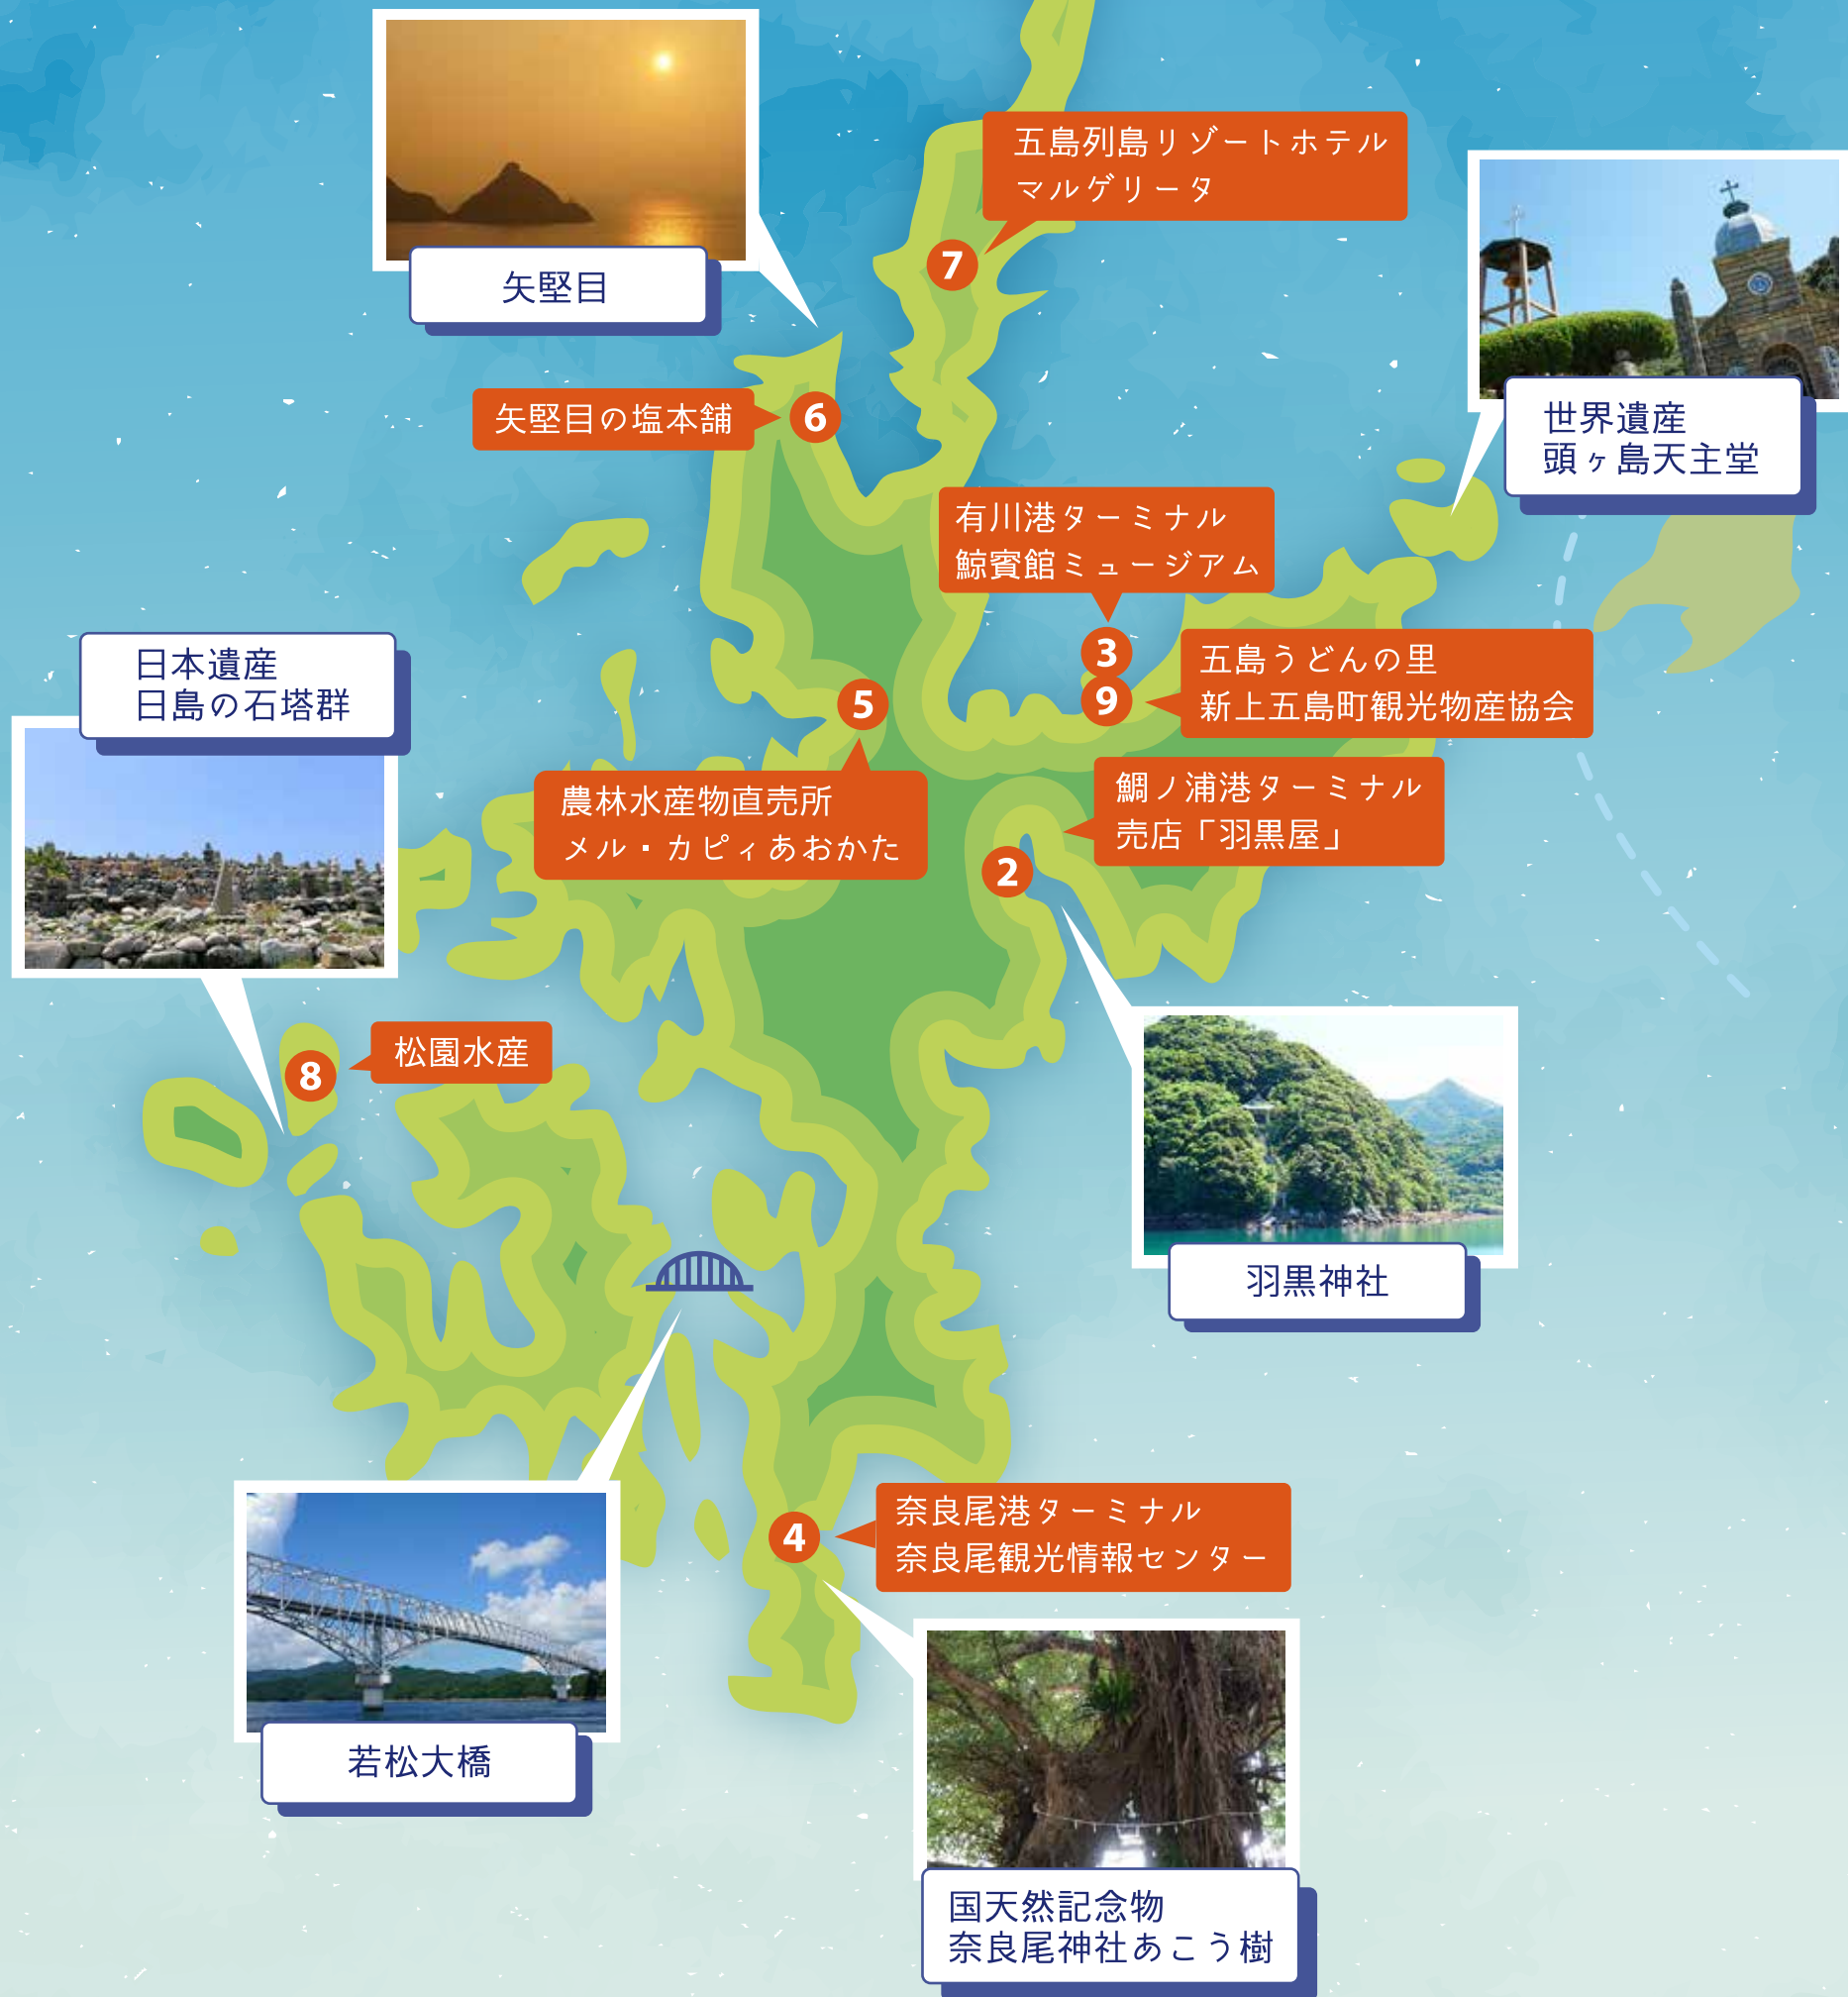 五島列島リゾートホテル
マルゲリータ
7
矢堅目
矢堅目の塩本舗
6
世界遺産
頭ヶ島天主堂
有川港ターミナル
鯨賓館ミュージアム
3
9
五島うどんの里
新上五島町観光物産協会
日本遺産
日島の石塔群
5
農林水産物直売所
メル・カピィあおかた
鯛ノ浦港ターミナル
売店「羽黒屋」
2
松園水産
8
羽黒神社
若松大橋
4
奈良尾港ターミナル
奈良尾観光情報センター
国天然記念物
奈良尾神社あこう樹